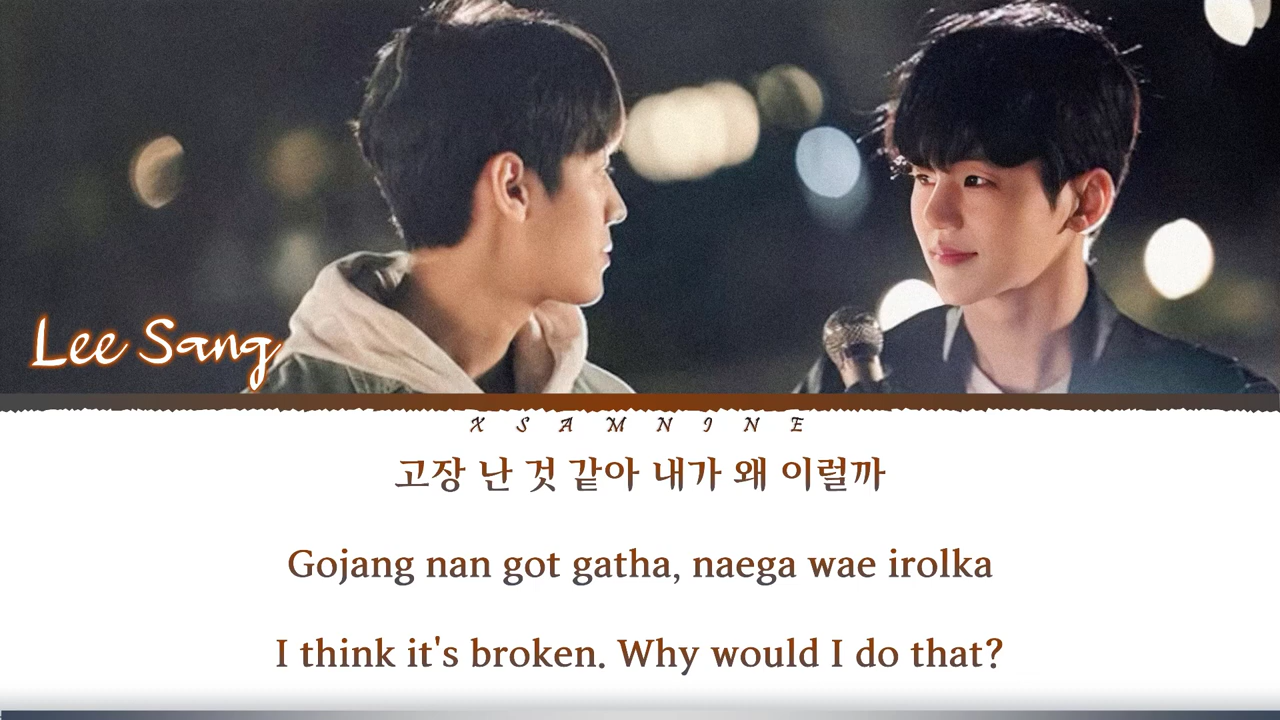 Lee Sang
XSAMNINE
고장 난 것 같아 내가 왜 이럴까
Gojang nan got gatha, naega wae irolka
I think it's broken. Why would I do that?